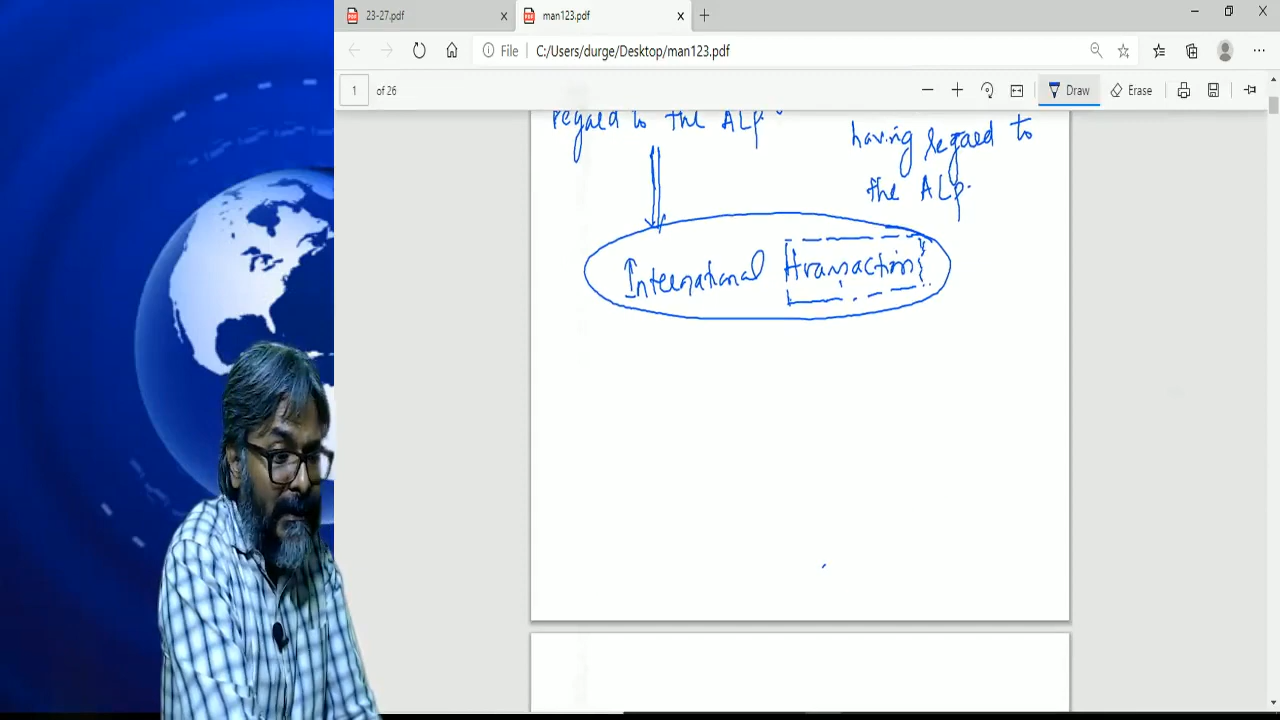 23-27.pdf
man123.pdf
File
C:/Users/durge/Desktop/man123.pdf
1
of 26
Draw
Erase
regard to the ALP
having regard to
the ALP.
International transaction